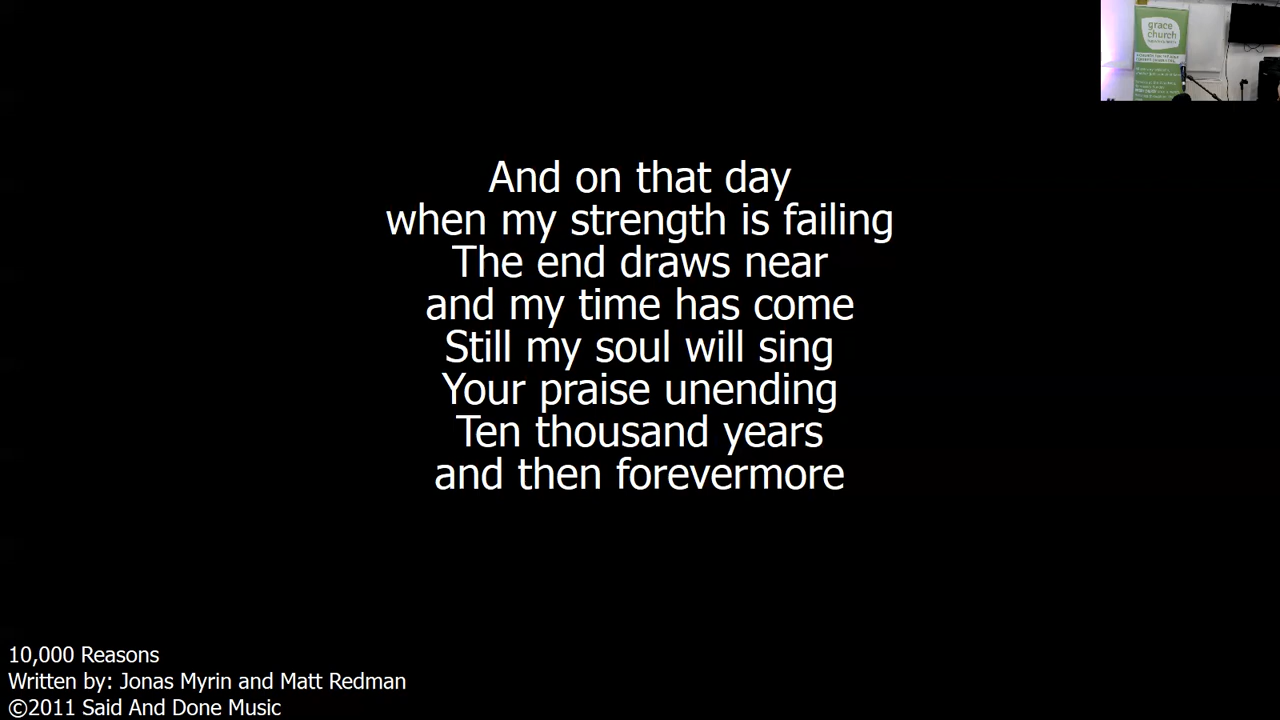 grace
church
And on that day
when my strength is failing
The end draws near
and my time has come
Still my soul will sing
Your praise unending
Ten thousand years
and then forevermore
10,000 Reasons
Written by: Jonas Myrin and Matt Redman
©2011 Said And Done Music